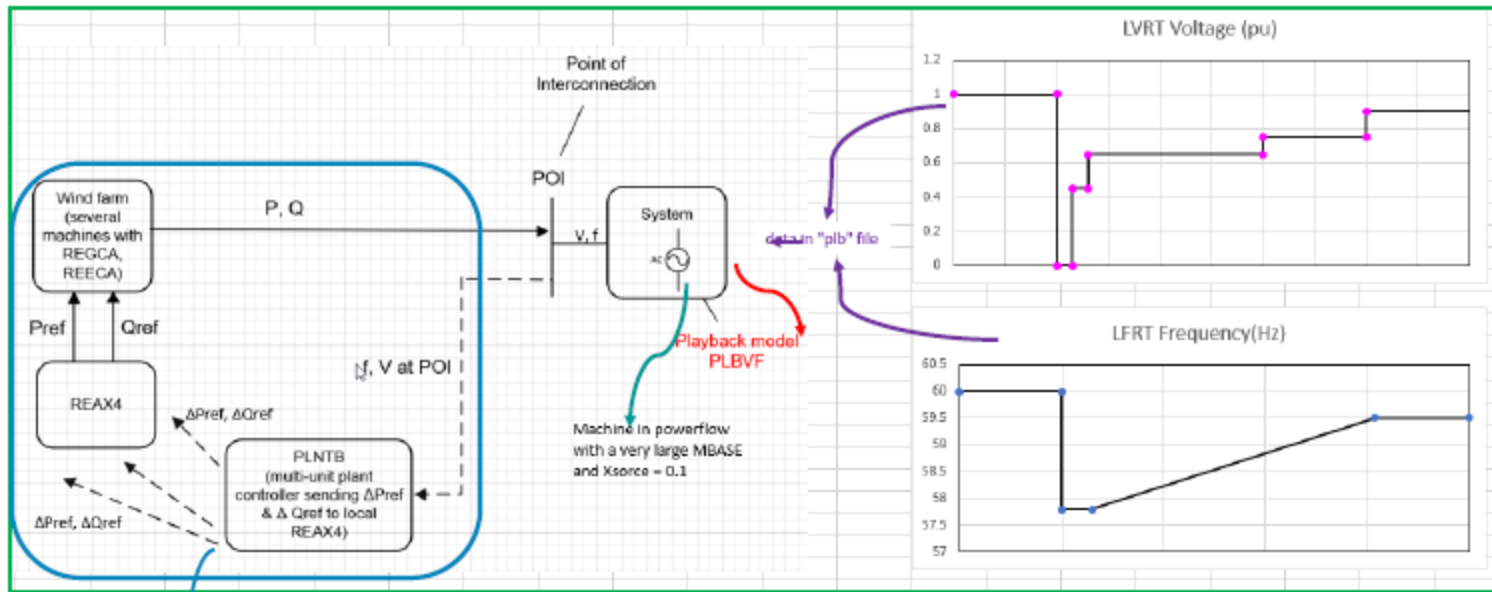 Point of
Interconnection
POI
Wind farm
(several
machines with
REGCA,
REECA)
P, Q
V, f
System
AC
Pref
Qref
REAX4
f, V at POI
ΔPref, ΔQref
ΔPref, ΔQref
PLNTB
(multi-unit plant
controller sending ΔPref
& Δ Qref to local
REAX4)
Playback model
PLBVF
Machine in powerflow
with a very large MBASE
and Xsorce = 0.1
data in "plb" file
LVRT Voltage (pu)
1.2
1
0.8
0.6
0.4
0.2
0
LFRT Frequency(Hz)
60.5
60
59.5
59
58.5
58
57.5
57